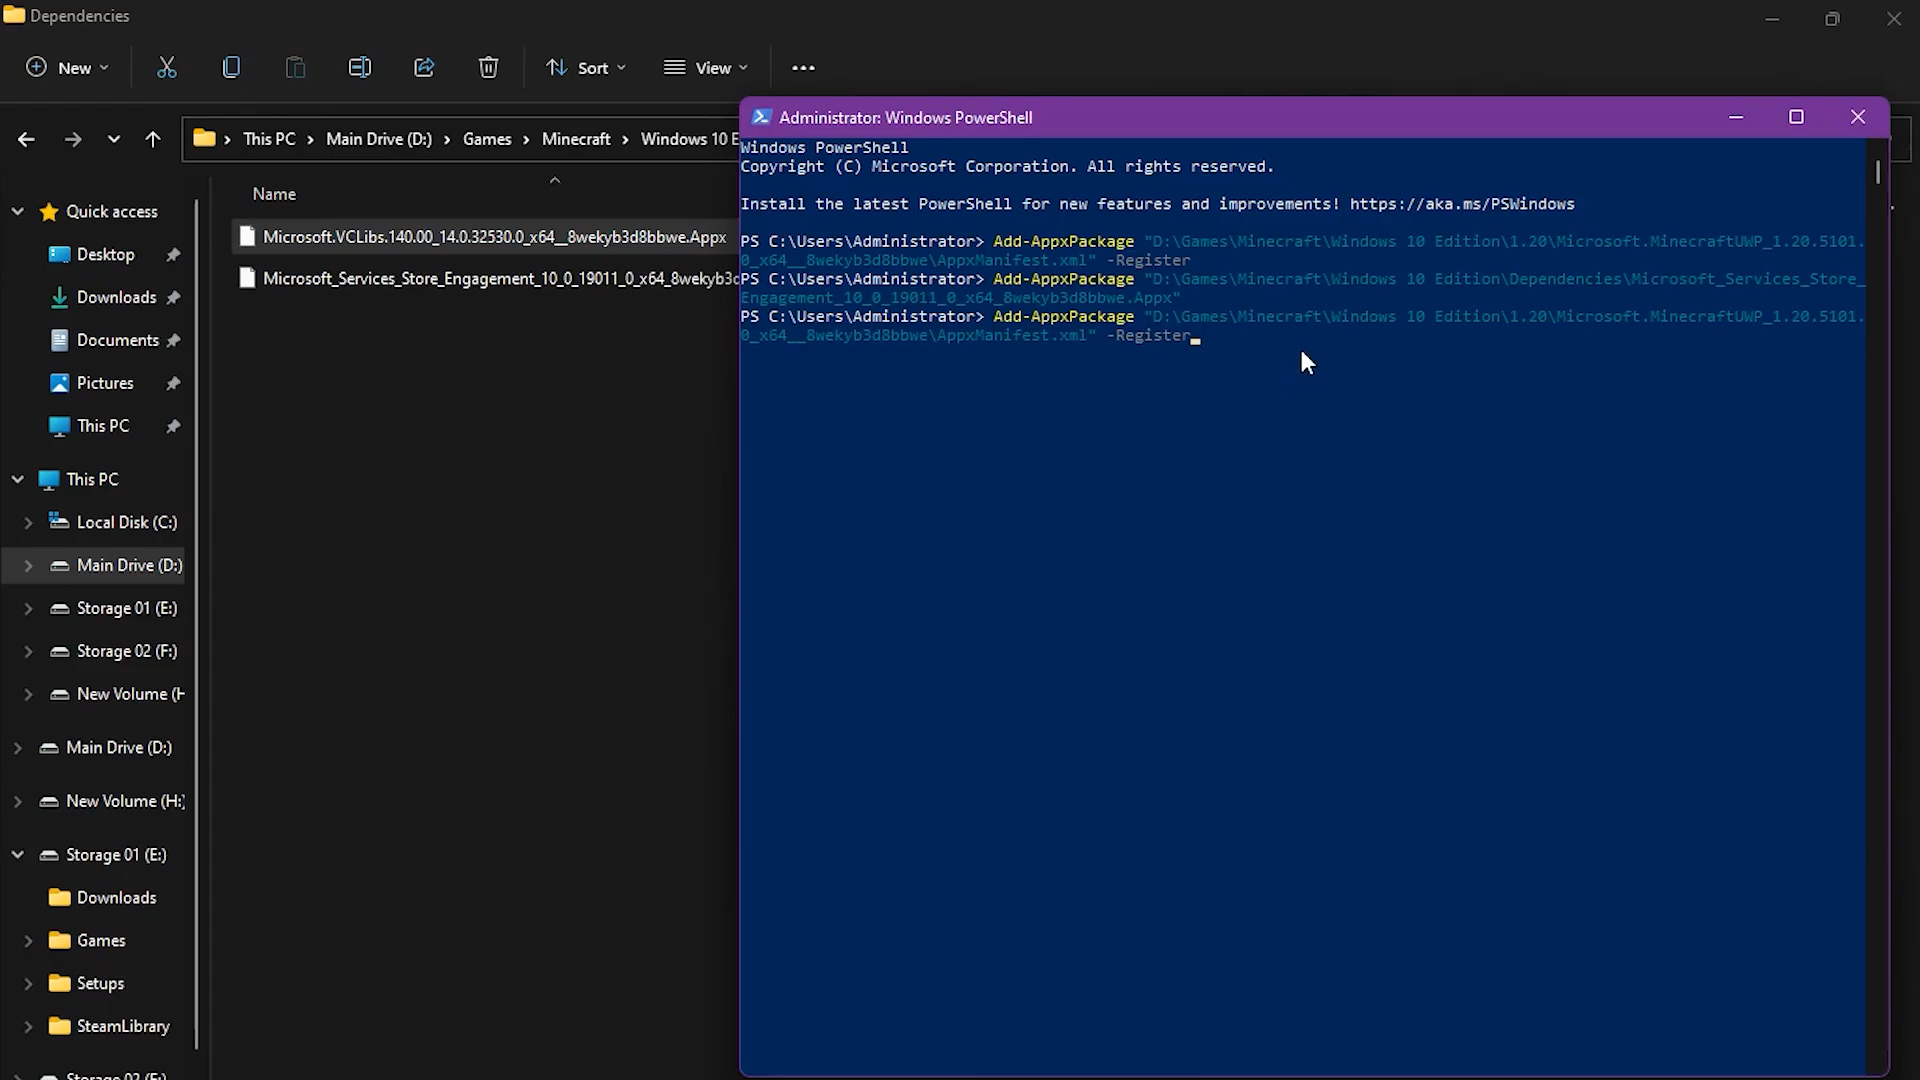 Dependencies
New
Sort
View
This PC
Main Drive (D:)
Games
Minecraft
Windows 10 E
Name
Microsoft.VCLibs.140.00_14.0.32530.0_x64__8wekyb3d8bbwe.Appx
Microsoft_Services_Store_Engagement_10_0_19011_0_x64_8wekyb3d
Quick access
Desktop
Downloads
Documents
Pictures
This PC
This PC
Local Disk (C:)
Main Drive (D:)
Storage 01 (E:)
Storage 02 (F:)
New Volume (H
Main Drive (D:)
New Volume (H:)
Storage 01 (E:)
Downloads
Games
Setups
SteamLibrary
Storage 02 (F:)
Administrator: Windows PowerShell
Windows PowerShell
Copyright (C) Microsoft Corporation. All rights reserved.
Install the latest PowerShell for new features and improvements! https://aka.ms/PSWindows
PS C:\Users\Administrator> Add-AppxPackage "D:\Games\Minecraft\Windows 10 Edition\1.20\Microsoft.MinecraftUWP_1.20.5101.
0_x64__8wekyb3d8bbwe\AppxManifest.xml" -Register
PS C:\Users\Administrator> Add-AppxPackage "D:\Games\Minecraft\Windows 10 Edition\Dependencies\Microsoft_Services_Store_
Engagement_10_0_19011_0_x64_8wekyb3d8bbwe.Appx"
PS C:\Users\Administrator> Add-AppxPackage "D:\Games\Minecraft\Windows 10 Edition\1.20\Microsoft.MinecraftUWP_1.20.5101.
0_x64__8wekyb3d8bbwe\AppxManifest.xml" -Register